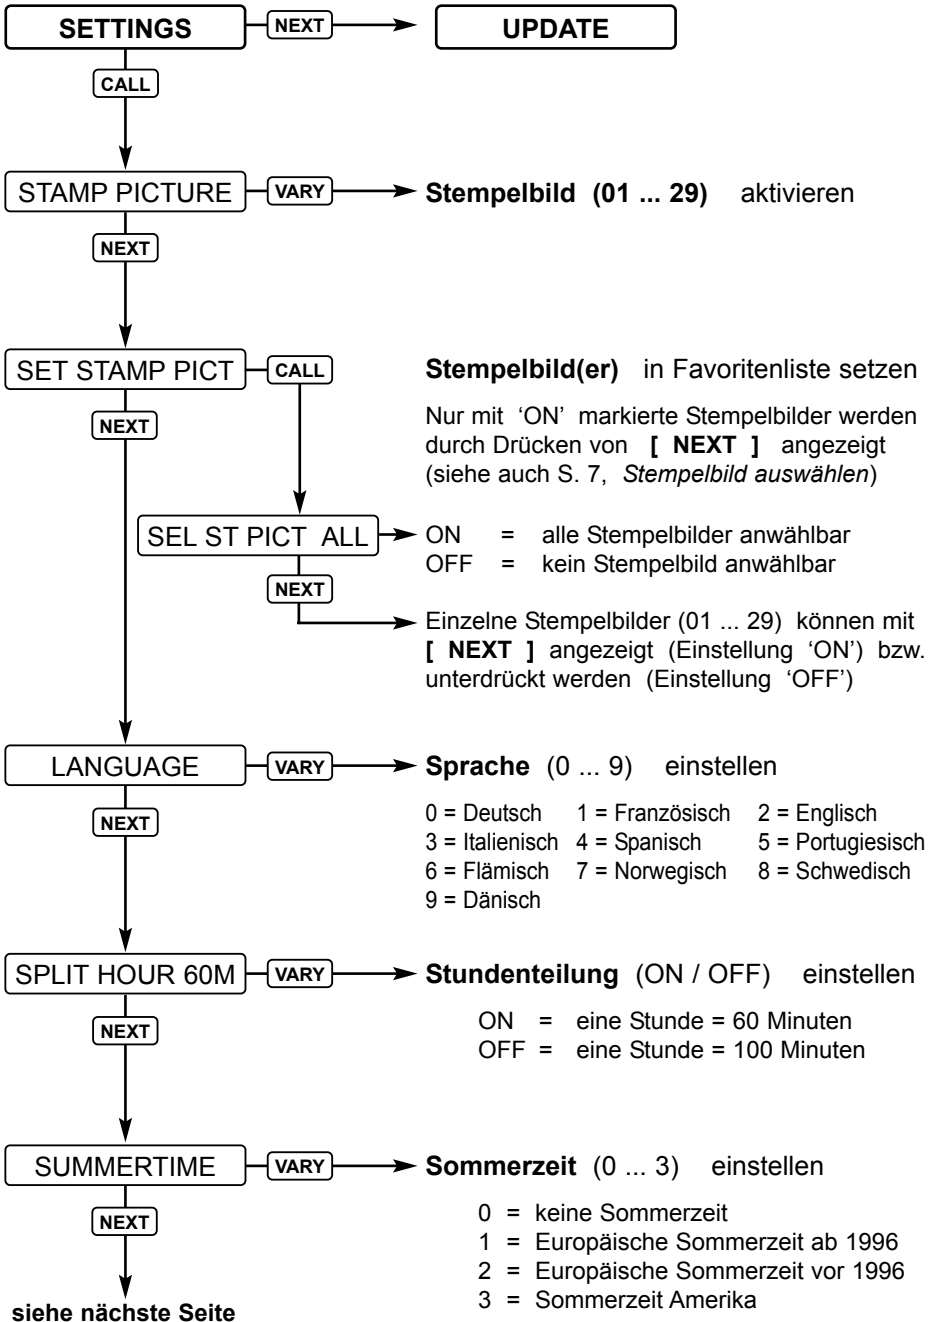 SETTINGS NEXT UPDATE
CALL
STAMP PICTURE VARY Stempelbild (01 ... 29) aktivieren
NEXT
SET STAMP PICT CALL Stempelbild(er) in Favoritenliste setzen
NEXT
Nur mit ‘ON’ markierte Stempelbilder werden
durch Drücken von [ NEXT ] angezeigt
(siehe auch S. 7, Stempelbild auswählen)
SEL ST PICT ALL ON = alle Stempelbilder anwählbar
OFF = kein Stempelbild anwählbar
NEXT
Einzelne Stempelbilder (01 ... 29) können mit
[ NEXT ] angezeigt (Einstellung ‘ON’) bzw.
unterdrückt werden (Einstellung ‘OFF’)
LANGUAGE VARY Sprache (0 ... 9) einstellen
NEXT
0 = Deutsch 1 = Französisch 2 = Englisch
3 = Italienisch 4 = Spanisch 5 = Portugiesisch
6 = Flämisch 7 = Norwegisch 8 = Schwedisch
9 = Dänisch
SPLIT HOUR 60M VARY Stundenteilung (ON / OFF) einstellen
NEXT
ON = eine Stunde = 60 Minuten
OFF = eine Stunde = 100 Minuten
SUMMERTIME VARY Sommerzeit (0 ... 3) einstellen
NEXT
0 = keine Sommerzeit
1 = Europäische Sommerzeit ab 1996
2 = Europäische Sommerzeit vor 1996
3 = Sommerzeit Amerika
siehe nächste Seite